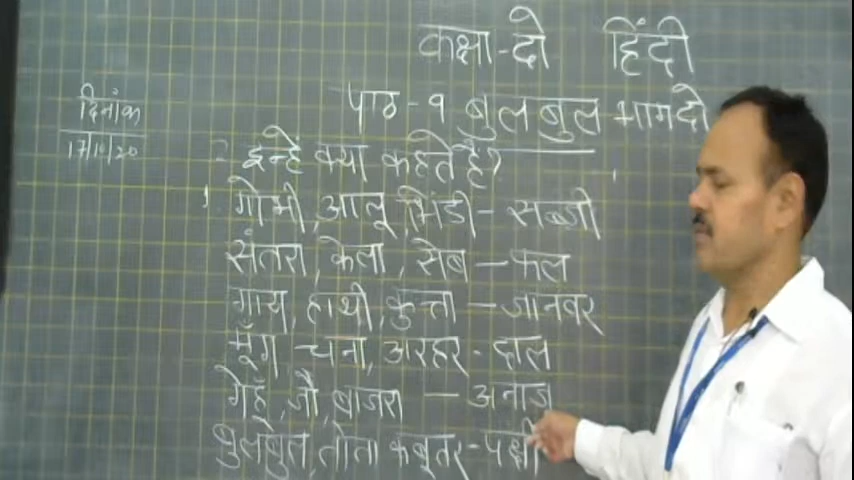 कक्षा-दो हिंदी
दिनांक
17/10/20
पाठ-१ बुलबुल भाग दो
इन्हें क्या कहते हैं?
गोभी, आलू, भिंडी - सब्जी
संतरा, केला, सेब - फल
गाय, हाथी, कुत्ता - जानवर
मूँग चना, अरहर - दाल
गेहूँ, जौ, बाजरा - अनाज
बुलबुल, तोता कबूतर - पक्षी